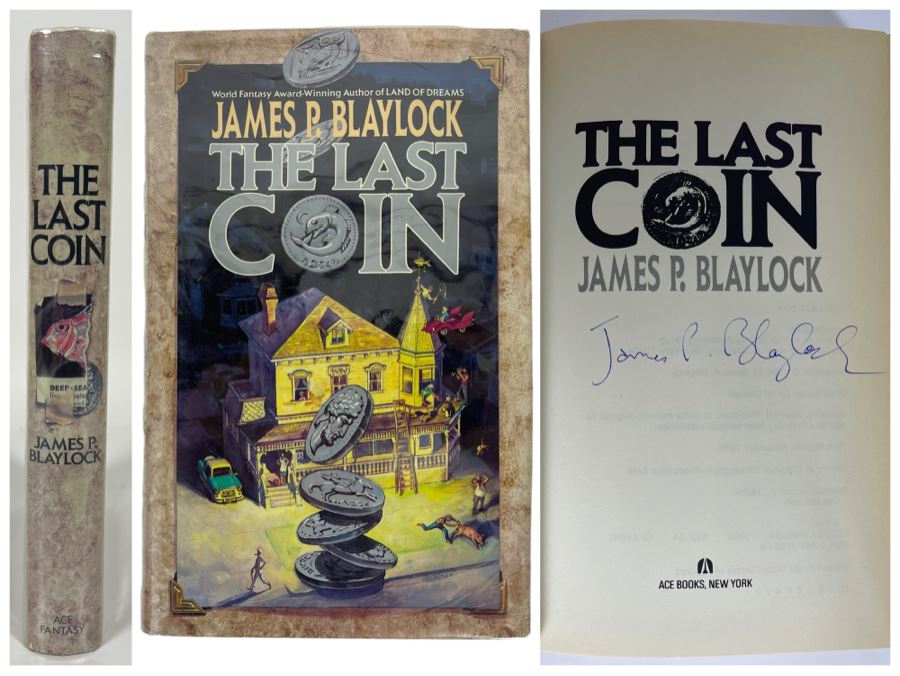 THE
LAST
COIN
DEEP-SEA
JAMES P.
BLAYLOCK
ACE
FANTASY
World Fantasy Award-Winning Author of LAND OF DREAMS
JAMES P. BLAYLOCK
THE LAST
COIN
THE LAST
COIN
JAMES P. BLAYLOCK
James P. Blaylock
ACE BOOKS, NEW YORK